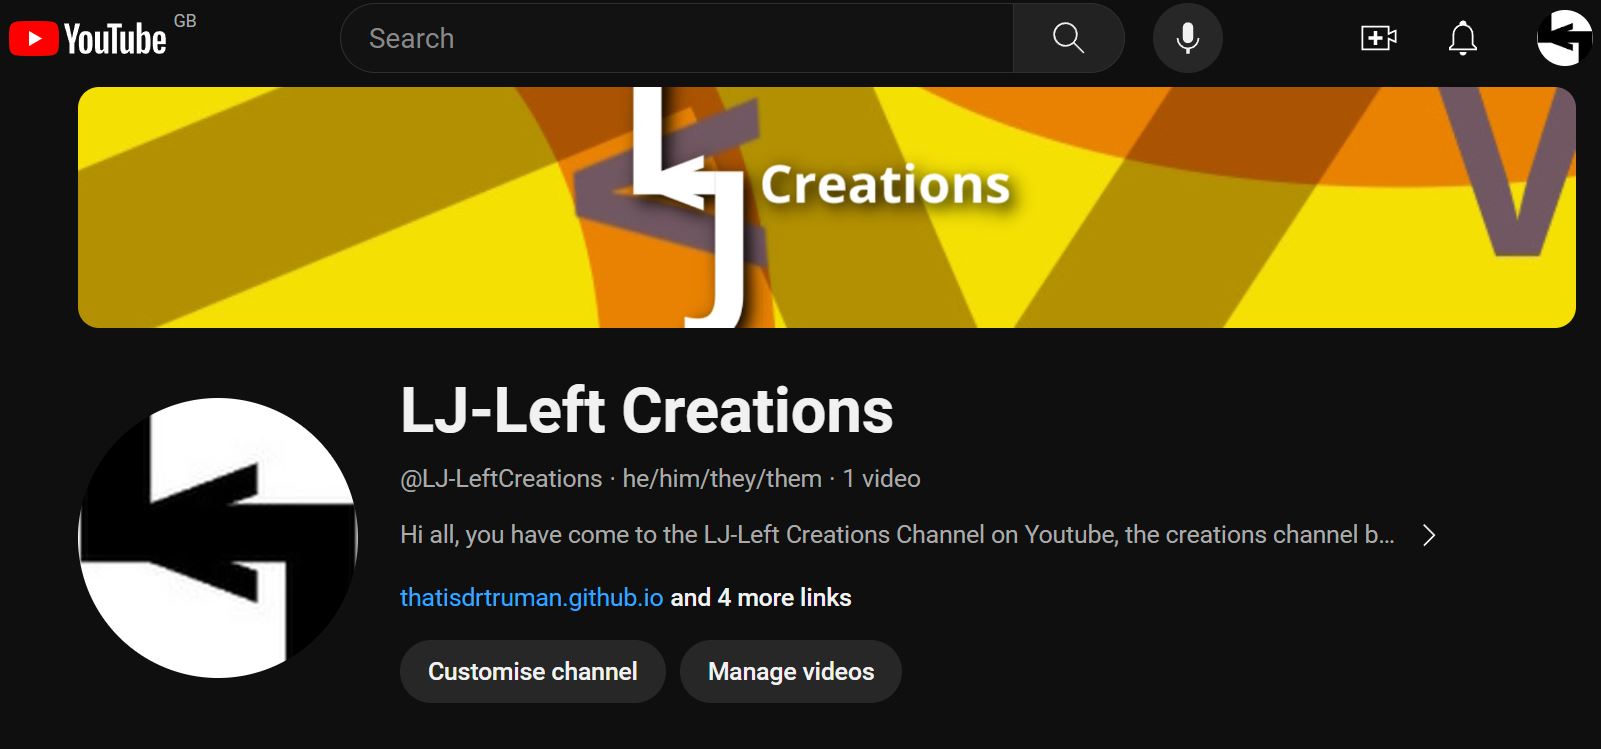 YouTube GB
Search
LJ Creations
LJ-Left Creations
@LJ-LeftCreations · he/him/they/them · 1 video
Hi all, you have come to the LJ-Left Creations Channel on Youtube, the creations channel b...
thatisdrtruman.github.io and 4 more links
Customise channel
Manage videos